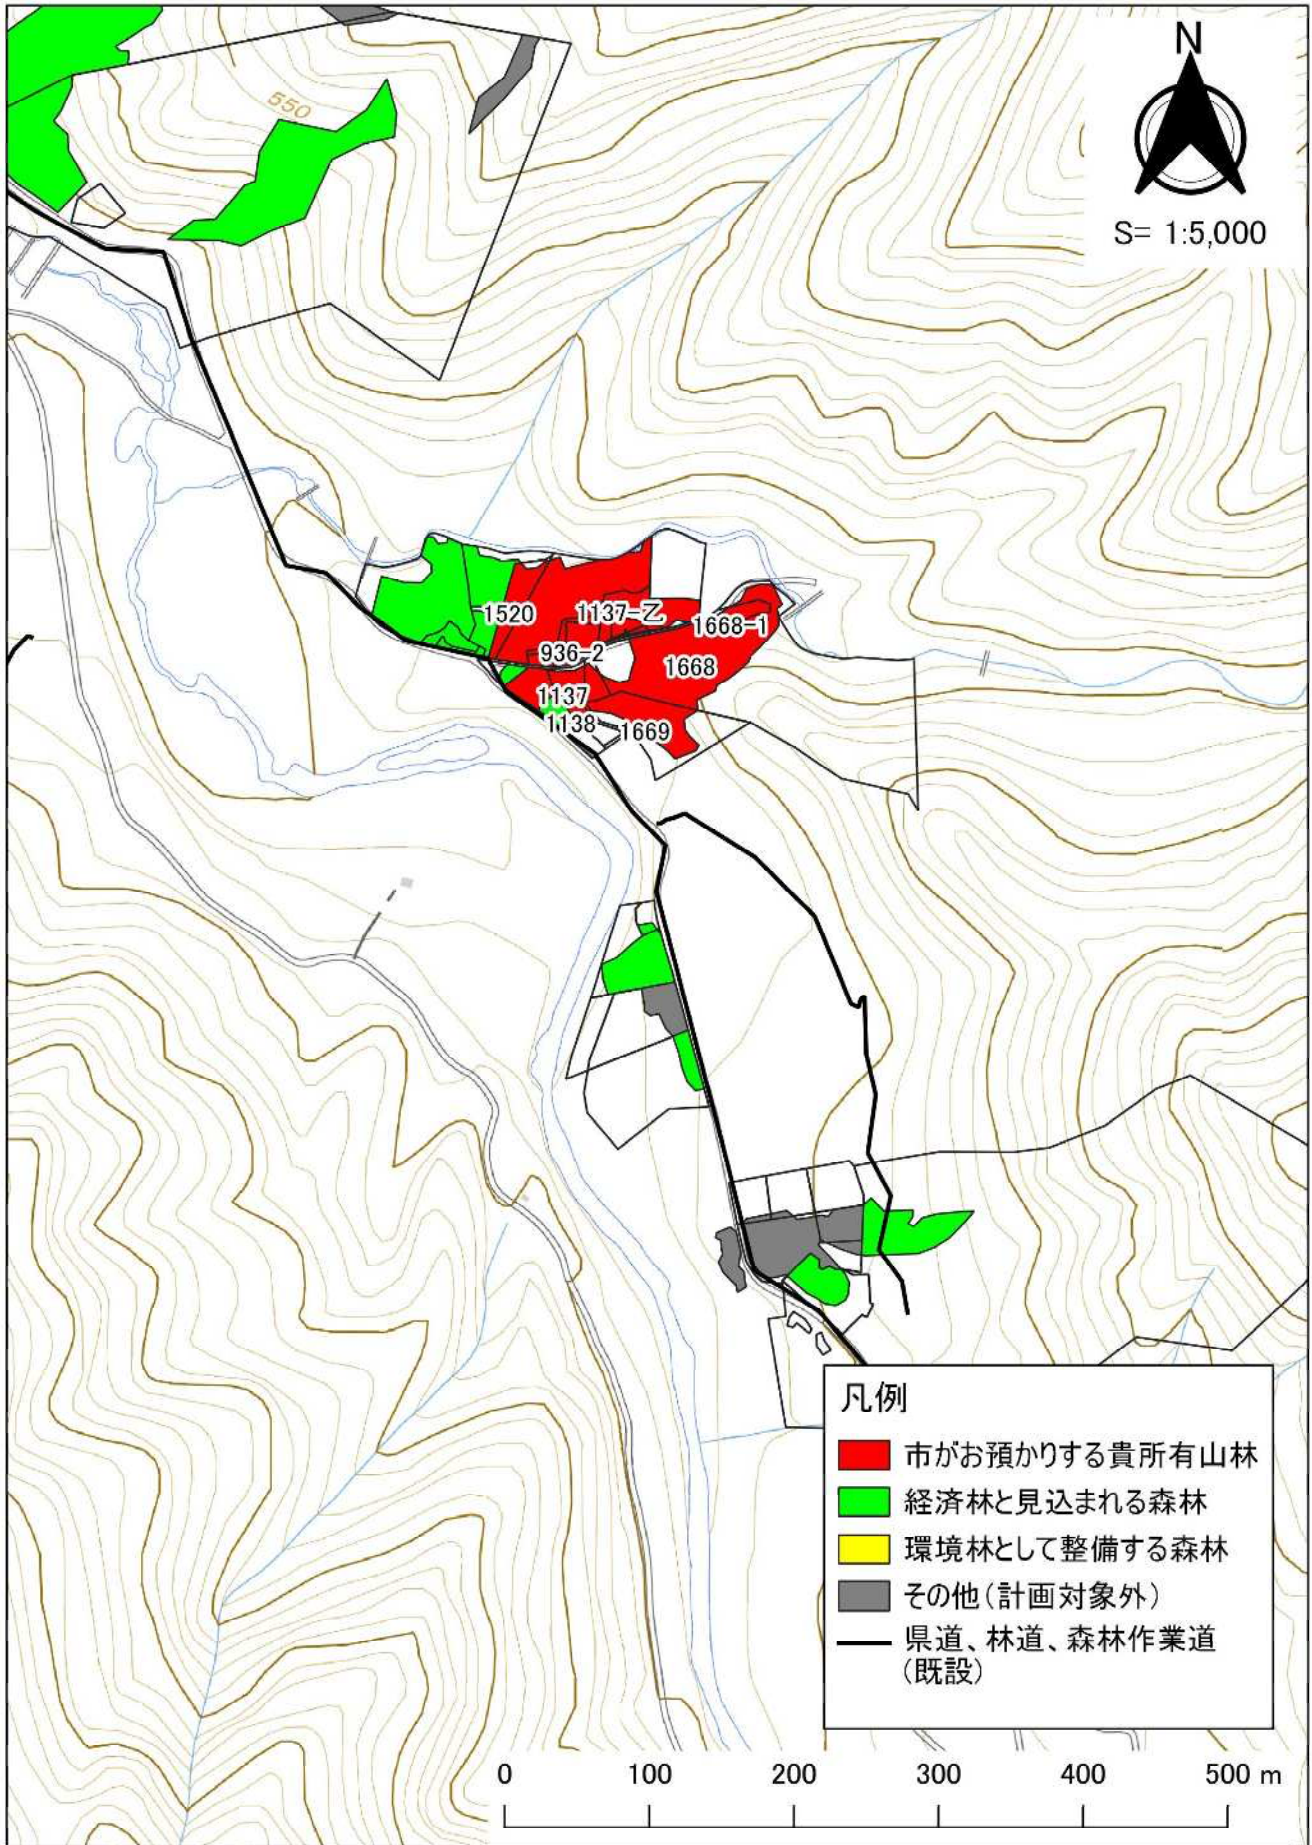 N
S= 1:5,000
550
1520
1137-乙
1668-1
936-2
1668
1137
1138
1669
凡例
市がお預かりする貴所有山林
経済林と見込まれる森林
環境林として整備する森林
その他(計画対象外)
県道、林道、森林作業道
(既設)
0 100 200 300 400 500 m